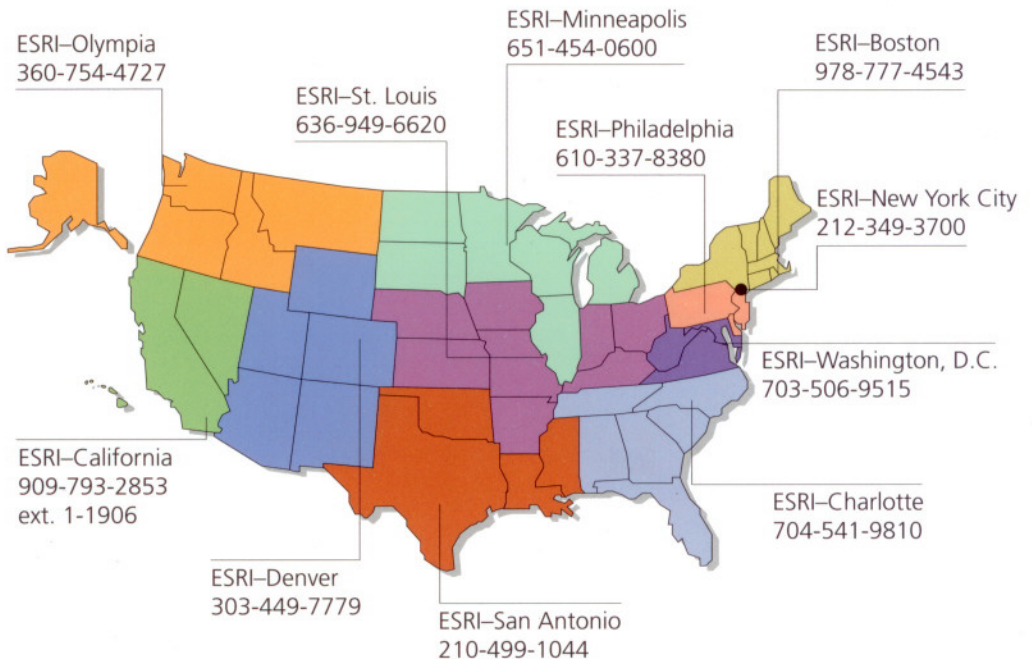 ESRI–Olympia
360-754-4727
ESRI–Minneapolis
651-454-0600
ESRI–Boston
978-777-4543
ESRI–St. Louis
636-949-6620
ESRI–Philadelphia
610-337-8380
ESRI–New York City
212-349-3700
ESRI–Washington, D.C.
703-506-9515
ESRI–California
909-793-2853
ext. 1-1906
ESRI–Charlotte
704-541-9810
ESRI–Denver
303-449-7779
ESRI–San Antonio
210-499-1044